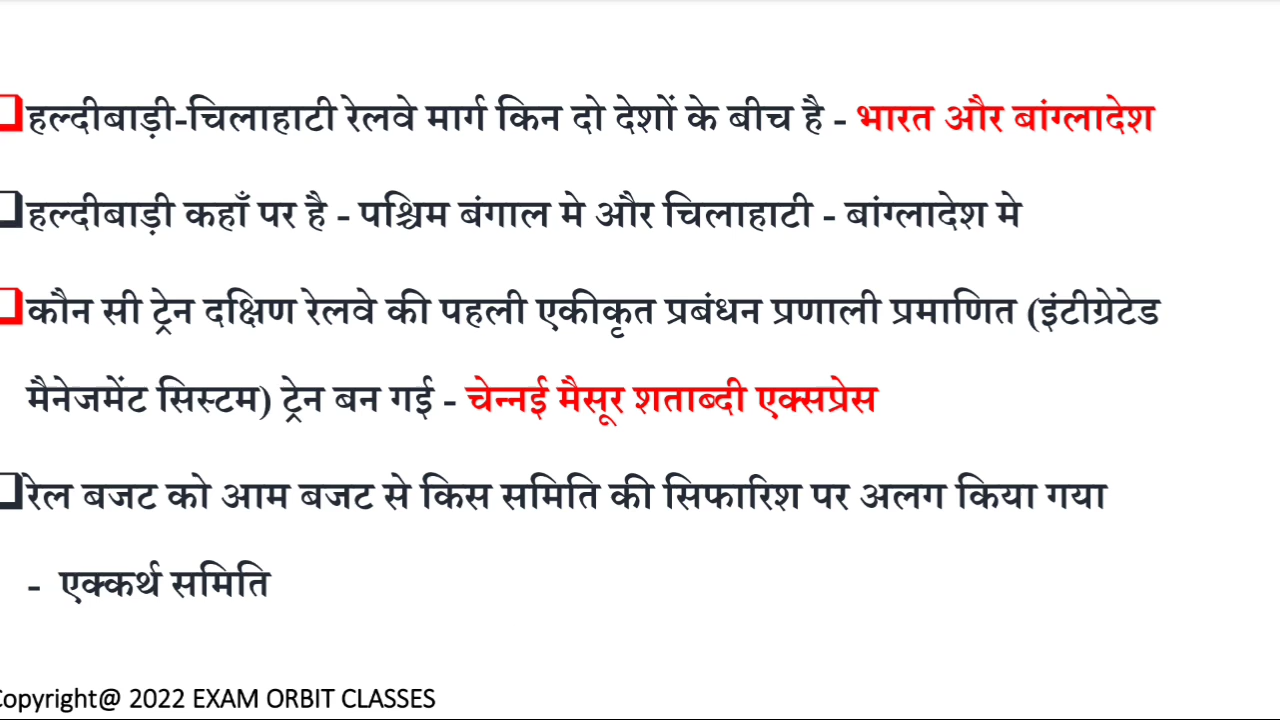 हल्दीबाड़ी-चिलाहाटी रेलवे मार्ग किन दो देशों के बीच है - भारत और बांग्लादेश
हल्दीबाड़ी कहाँ पर है - पश्चिम बंगाल मे और चिलाहाटी - बांग्लादेश मे
कौन सी ट्रेन दक्षिण रेलवे की पहली एकीकृत प्रबंधन प्रणाली प्रमाणित (इंटीग्रेटेड
मैनेजमेंट सिस्टम) ट्रेन बन गई - चेन्नई मैसूर शताब्दी एक्सप्रेस
रेल बजट को आम बजट से किस समिति की सिफारिश पर अलग किया गया
- एक्कर्थ समिति
Copyright@ 2022 EXAM ORBIT CLASSES